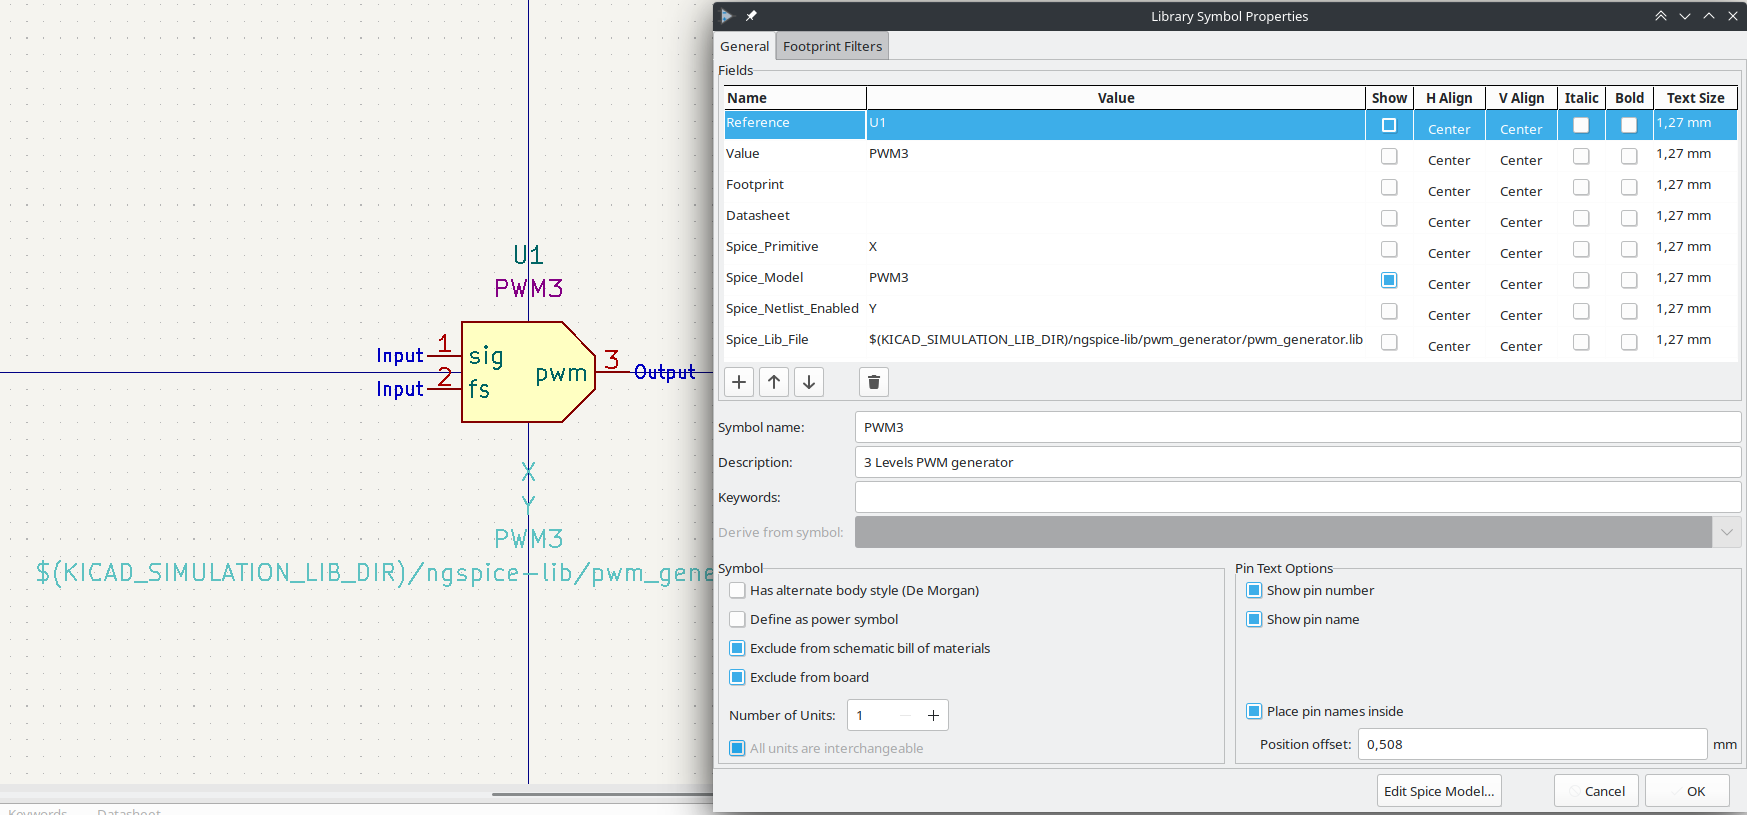 U1
PWM3
Input 1 sig
Input 2 fs
pwm 3 Output
X
Y
PWM3
$(KICAD_SIMULATION_LIB_DIR)/ngspice-lib/pwm_gene
Keywords Datasheet
Library Symbol Properties
General Footprint Filters
Fields
Name Value Show H Align V Align Italic Bold Text Size
Reference U1 Center Center 1,27 mm
Value PWM3 Center Center 1,27 mm
Footprint Center Center 1,27 mm
Datasheet Center Center 1,27 mm
Spice_Primitive X Center Center 1,27 mm
Spice_Model PWM3 Center Center 1,27 mm
Spice_Netlist_Enabled Y Center Center 1,27 mm
Spice_Lib_File $(KICAD_SIMULATION_LIB_DIR)/ngspice-lib/pwm_generator/pwm_generator.lib Center Center 1,27 mm
Symbol name: PWM3
Description: 3 Levels PWM generator
Keywords:
Derive from symbol:
Symbol
Has alternate body style (De Morgan)
Define as power symbol
Exclude from schematic bill of materials
Exclude from board
Number of Units: 1
All units are interchangeable
Pin Text Options
Show pin number
Show pin name
Place pin names inside
Position offset: 0,508 mm
Edit Spice Model... Cancel OK